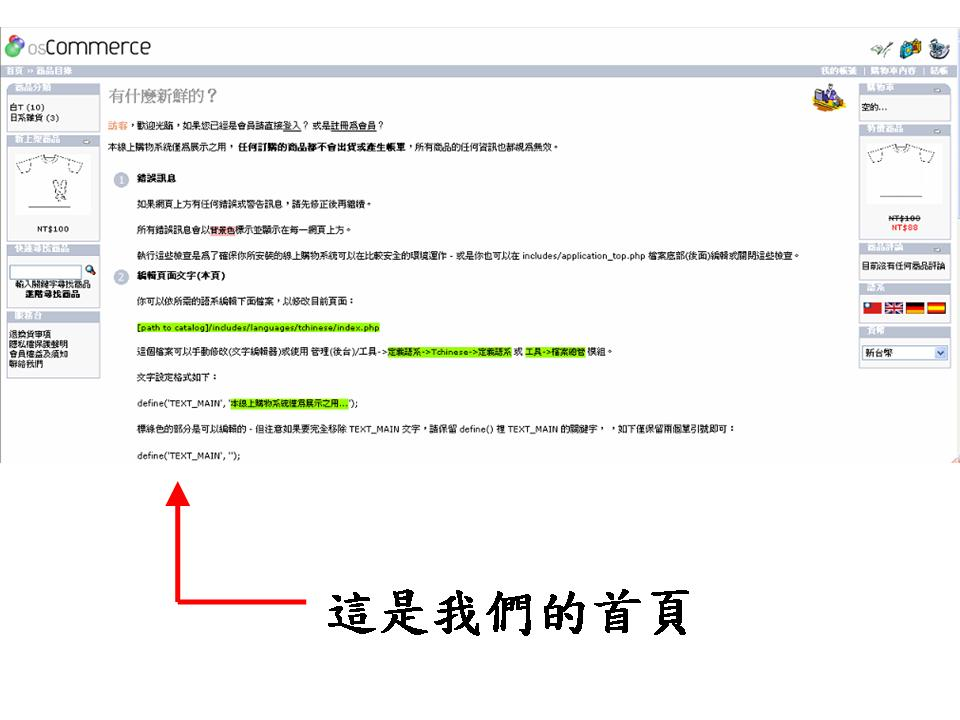 osCommerce
首頁 »» 商品目錄
我的帳號 | 購物車內容 | 結帳
商品分類
白T (10)
日系雜貨 (3)
新上架商品
NT$100
快速尋找商品
輸入關鍵字尋找商品
進階尋找商品
服務台
退換貨事項
隱私權保護聲明
會員權益及須知
聯絡我們
有什麼新鮮的？
訪客，歡迎光臨，如果您已經是會員請直接登入？ 或是註冊為會員？
本線上購物系統僅為展示之用， 任何訂購的商品都不會出貨或產生帳單，所有商品的任何資訊也都視為無效。
1 錯誤訊息
如果網頁上方有任何錯誤或警告訊息，請先修正後再繼續。
所有錯誤訊息會以背景色標示並顯示在每一網頁上方。
執行這些檢查是為了確保你所安裝的線上購物系統可以在比較安全的環境運作 - 或是你也可以在 includes/application_top.php 檔案底部(後面)編輯或關閉這些檢查。
2 編輯頁面文字(本頁)
你可以依所需的語系編輯下面檔案，以修改目前頁面：
[path to catalog]/includes/languages/tchinese/index.php
這個檔案可以手動修改(文字編輯器)或使用 管理(後台)/工具->定義語系->Tchinese->定義語系 或 工具->檔案總管 模組。
文字設定格式如下：
define('TEXT_MAIN', '本線上購物系統僅為展示之用...');
標綠色的部分是可以編輯的 - 但注意如果要完全移除 TEXT_MAIN 文字，請保留 define() 裡 TEXT_MAIN 的關鍵字， ，如下僅保留兩個單引號即可：
define('TEXT_MAIN', '');
購物車
空的...
特價商品
NT$100
NT$88
商品評論
目前沒有任何商品評論
語系
貨幣
新台幣
這是我們的首頁